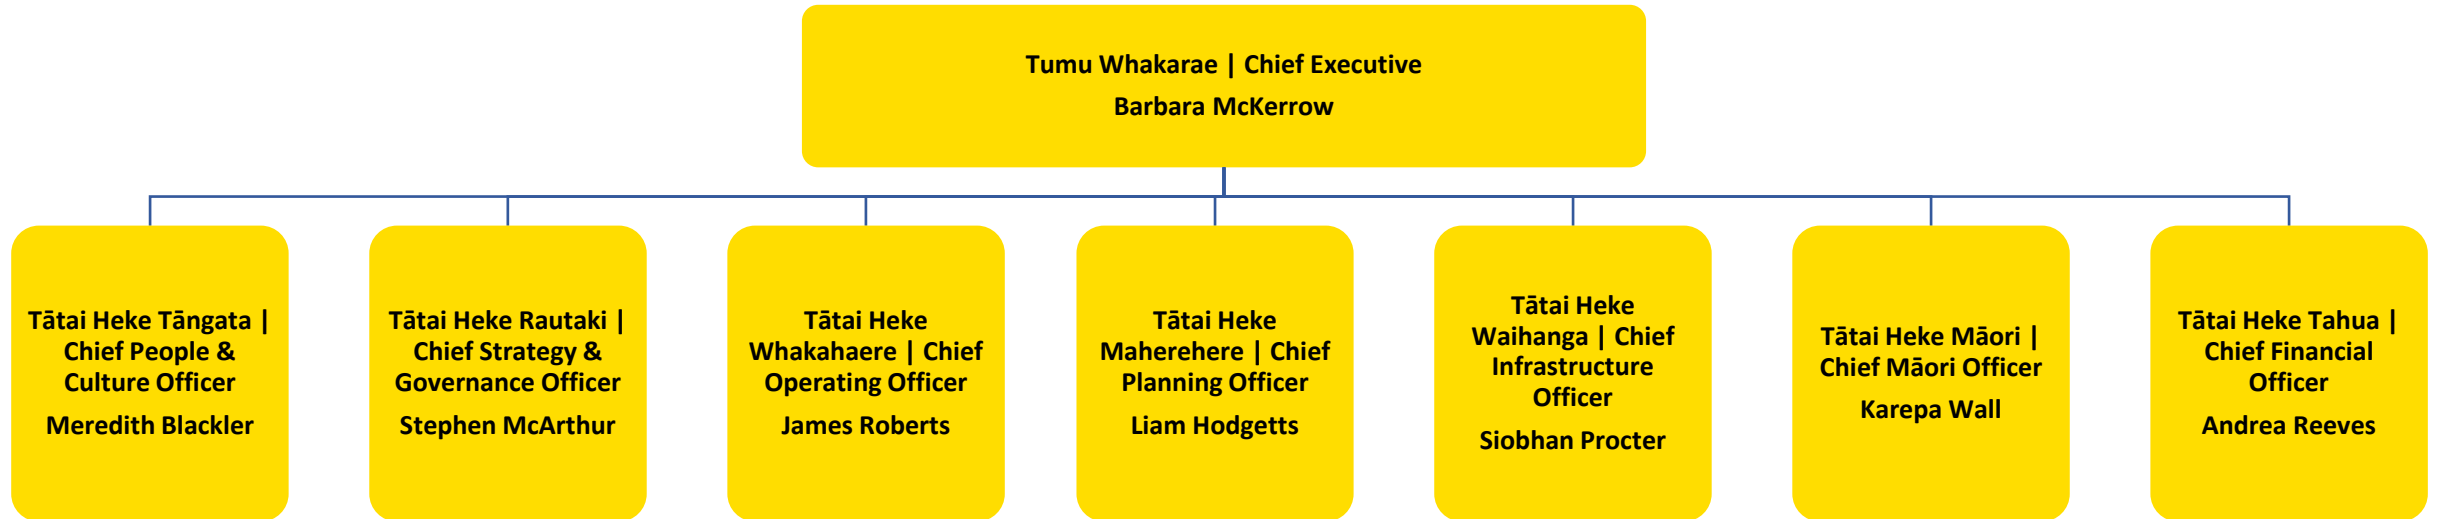 Tumu Whakarae | Chief Executive
Barbara McKerrow
Tātai Heke Tāngata |
Chief People &
Culture Officer
Meredith Blackler
Tātai Heke Rautaki |
Chief Strategy &
Governance Officer
Stephen McArthur
Tātai Heke
Whakahaere | Chief
Operating Officer
James Roberts
Tātai Heke
Maherehere | Chief
Planning Officer
Liam Hodgetts
Tātai Heke
Waihanga | Chief
Infrastructure
Officer
Siobhan Procter
Tātai Heke Māori |
Chief Māori Officer
Karepa Wall
Tātai Heke Tahua |
Chief Financial
Officer
Andrea Reeves